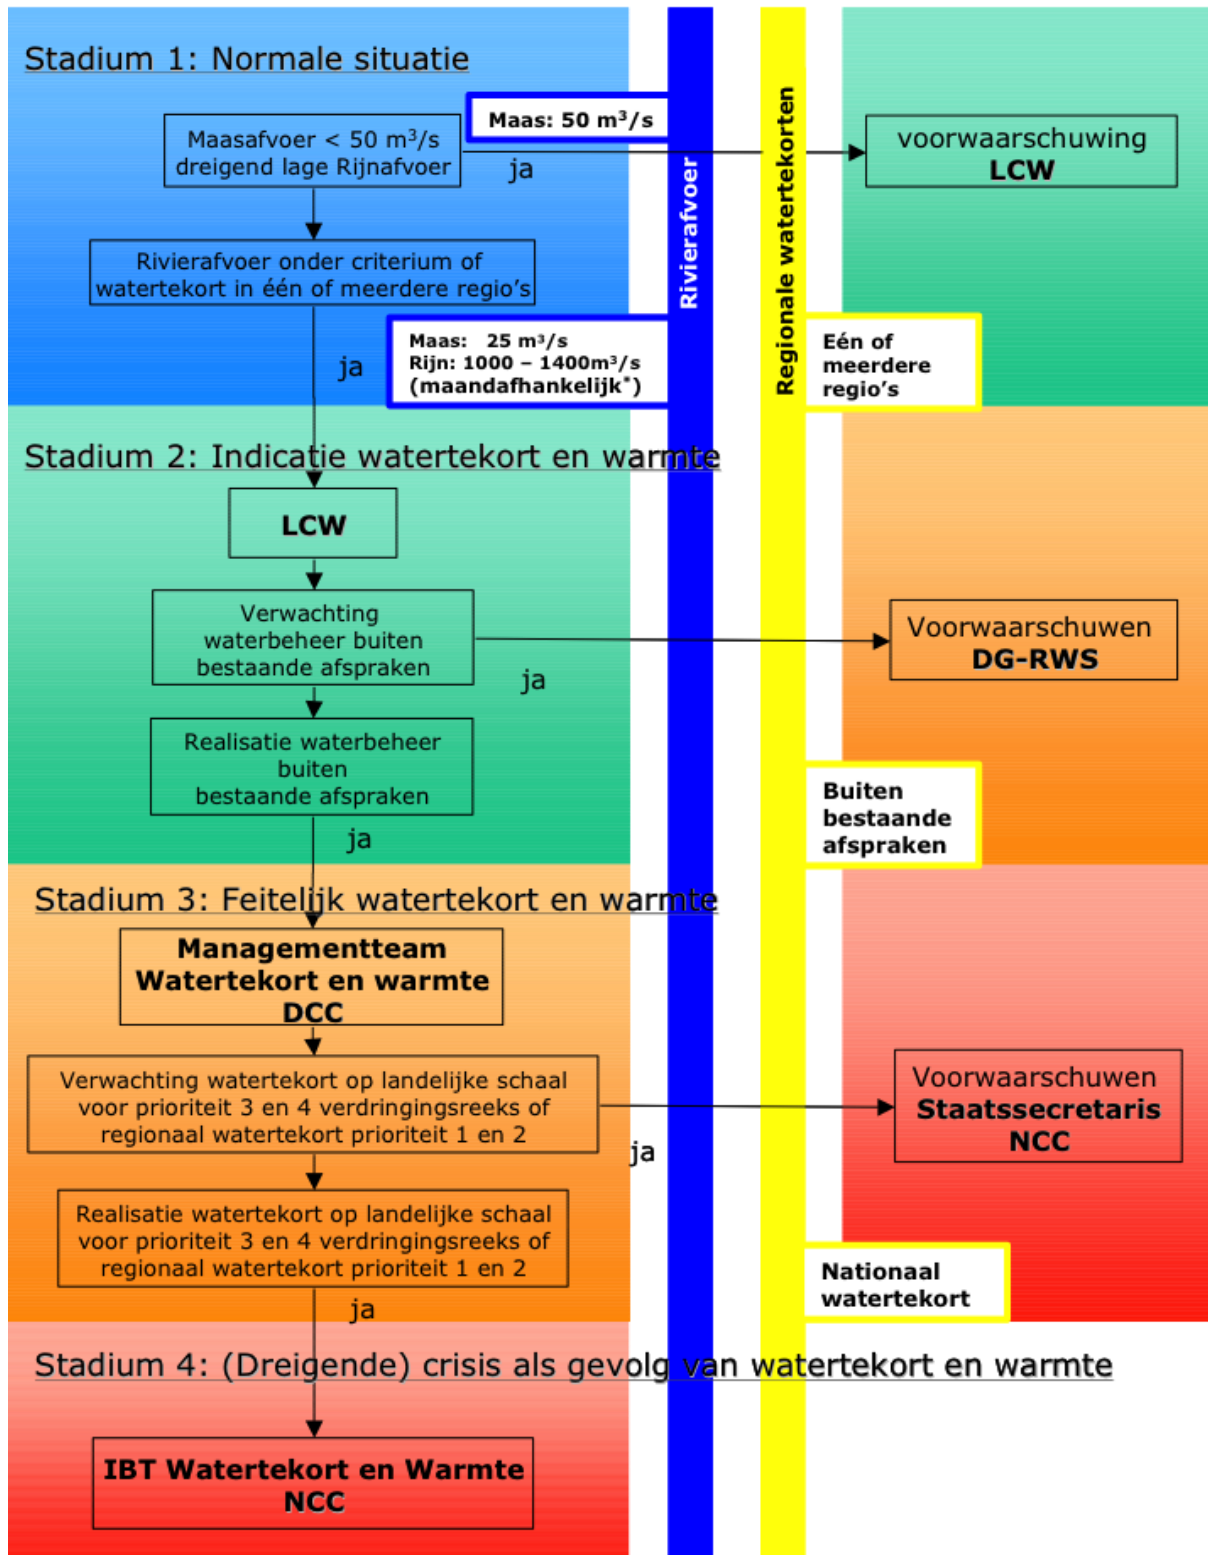 Stadium 1: Normale situatie
Maas: 50 m³/s
Maasafvoer < 50 m³/s
dreigend lage Rijnafvoer
ja
voorwaarschuwing
LCW
Rivierafvoer
Regionale watertekorten
Rivierafvoer onder criterium of
watertekort in één of meerdere regio's
ja
Maas: 25 m³/s
Rijn: 1000 – 1400m³/s
(maandafhankelijk*)
Eén of
meerdere
regio's
Stadium 2: Indicatie watertekort en warmte
LCW
Verwachting
waterbeheer buiten
bestaande afspraken
ja
Voorwaarschuwen
DG-RWS
Realisatie waterbeheer
buiten
bestaande afspraken
ja
Buiten
bestaande
afspraken
Stadium 3: Feitelijk watertekort en warmte
Managementteam
Watertekort en warmte
DCC
Verwachting watertekort op landelijke schaal
voor prioriteit 3 en 4 verdringingsreeks of
regionaal watertekort prioriteit 1 en 2
ja
Voorwaarschuwen
Staatssecretaris
NCC
Realisatie watertekort op landelijke schaal
voor prioriteit 3 en 4 verdringingsreeks of
regionaal watertekort prioriteit 1 en 2
ja
Nationaal
watertekort
Stadium 4: (Dreigende) crisis als gevolg van watertekort en warmte
IBT Watertekort en Warmte
NCC